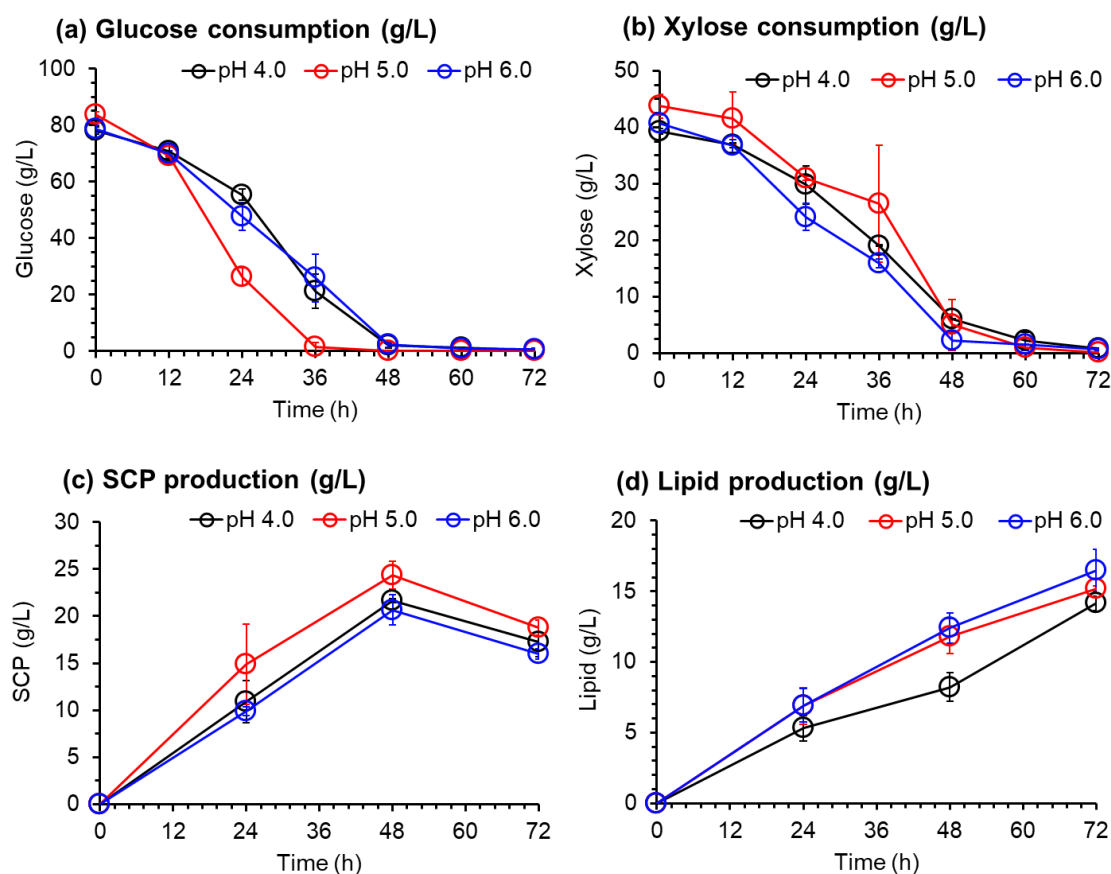 (a) Glucose consumption (g/L)
pH 4.0 pH 5.0 pH 6.0
100
80
60
40
20
0
Glucose (g/L)
0 12 24 36 48 60 72
Time (h)
(b) Xylose consumption (g/L)
pH 4.0 pH 5.0 pH 6.0
50
40
30
20
10
0
Xylose (g/L)
0 12 24 36 48 60 72
Time (h)
(c) SCP production (g/L)
pH 4.0 pH 5.0 pH 6.0
30
25
20
15
10
5
0
SCP (g/L)
0 12 24 36 48 60 72
Time (h)
(d) Lipid production (g/L)
pH 4.0 pH 5.0 pH 6.0
20
15
10
5
0
Lipid (g/L)
0 12 24 36 48 60 72
Time (h)